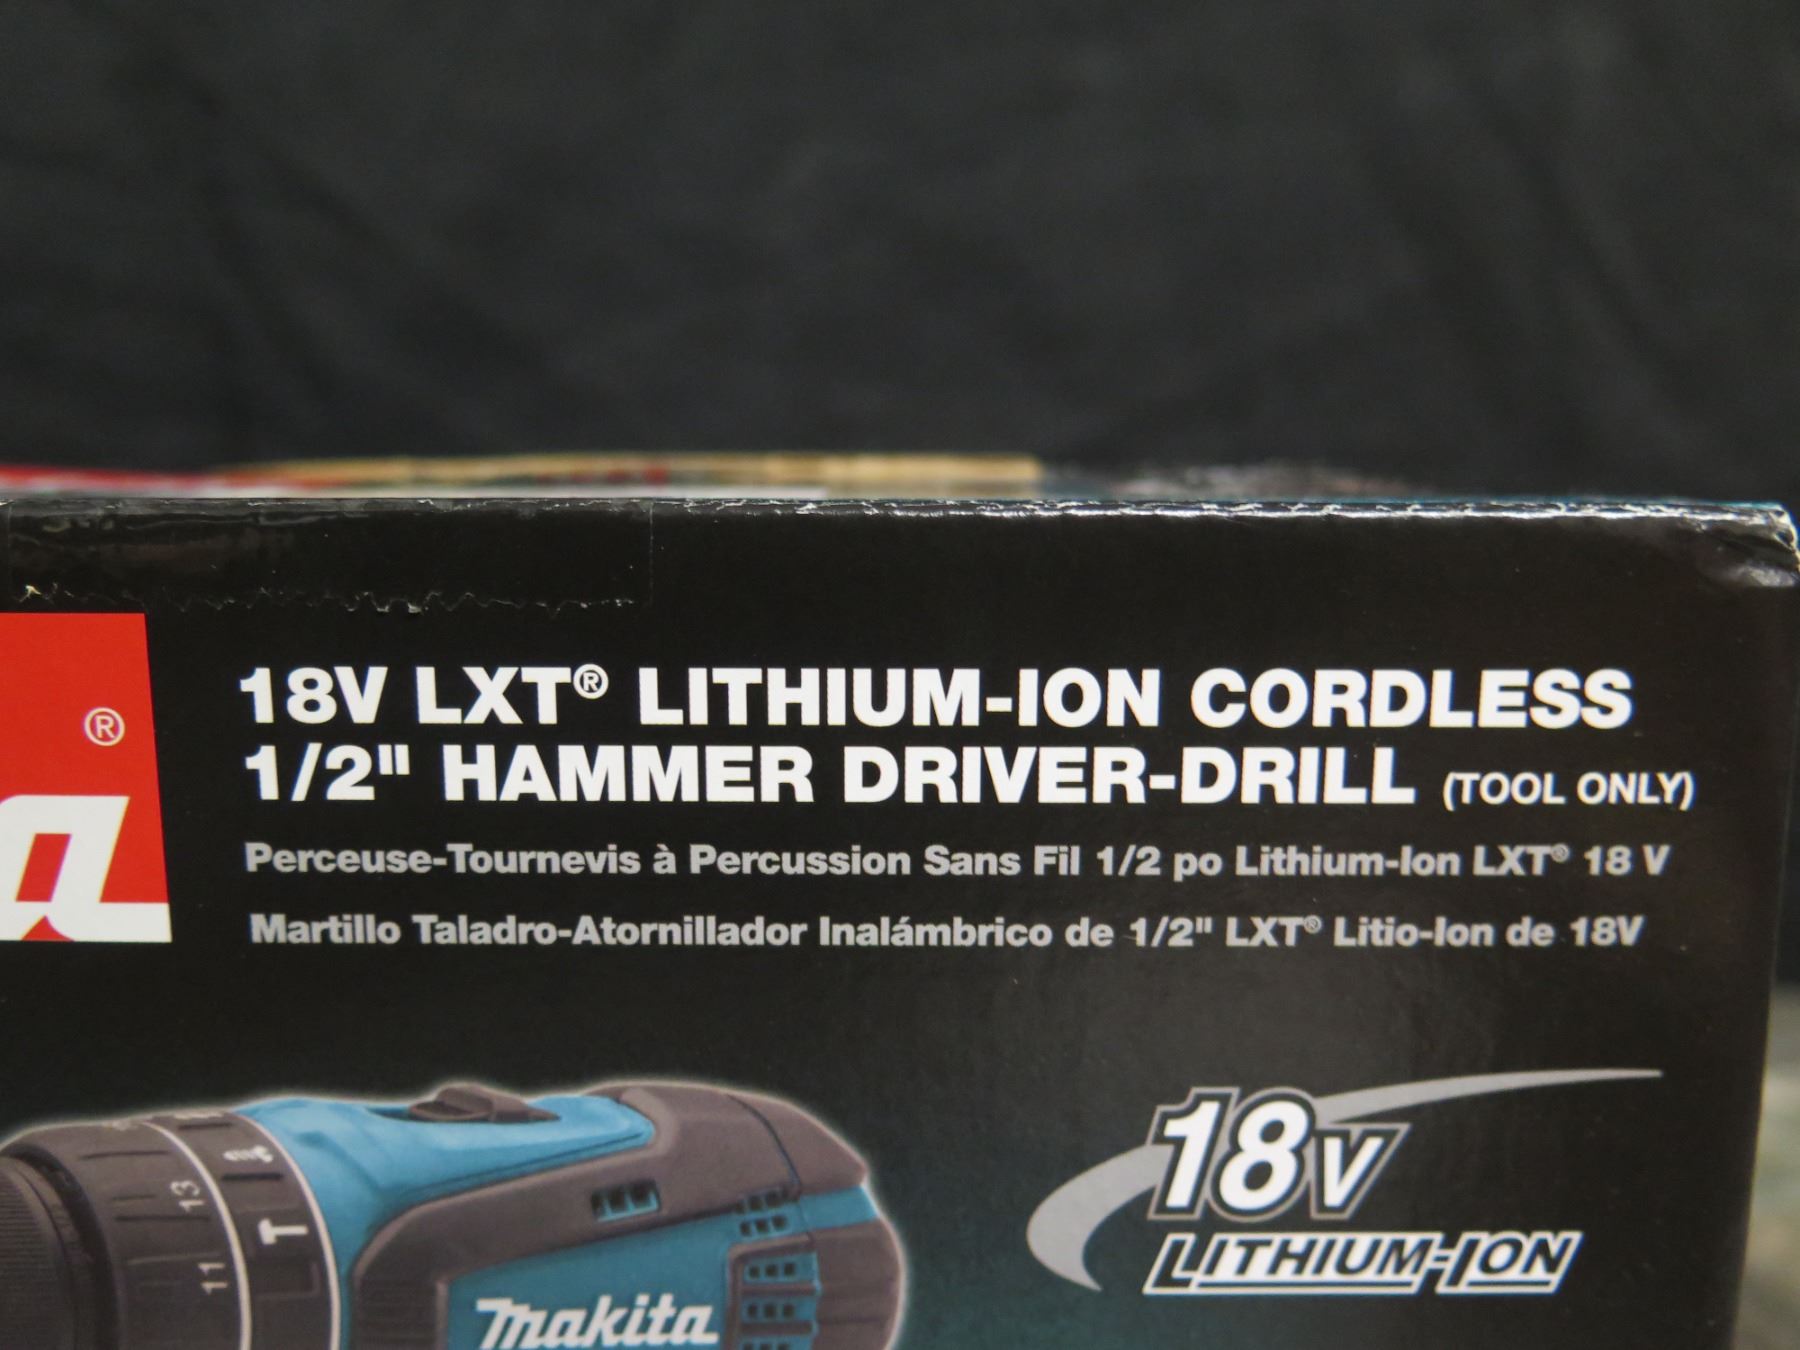 ®
a
18V LXT® LITHIUM-ION CORDLESS
1/2" HAMMER DRIVER-DRILL (TOOL ONLY)
Perceuse-Tournevis à Percussion Sans Fil 1/2 po Lithium-Ion LXT® 18 V
Martillo Taladro-Atornillador Inalámbrico de 1/2" LXT® Litio-Ion de 18V
18V
LITHIUM-ION
13
11
makita